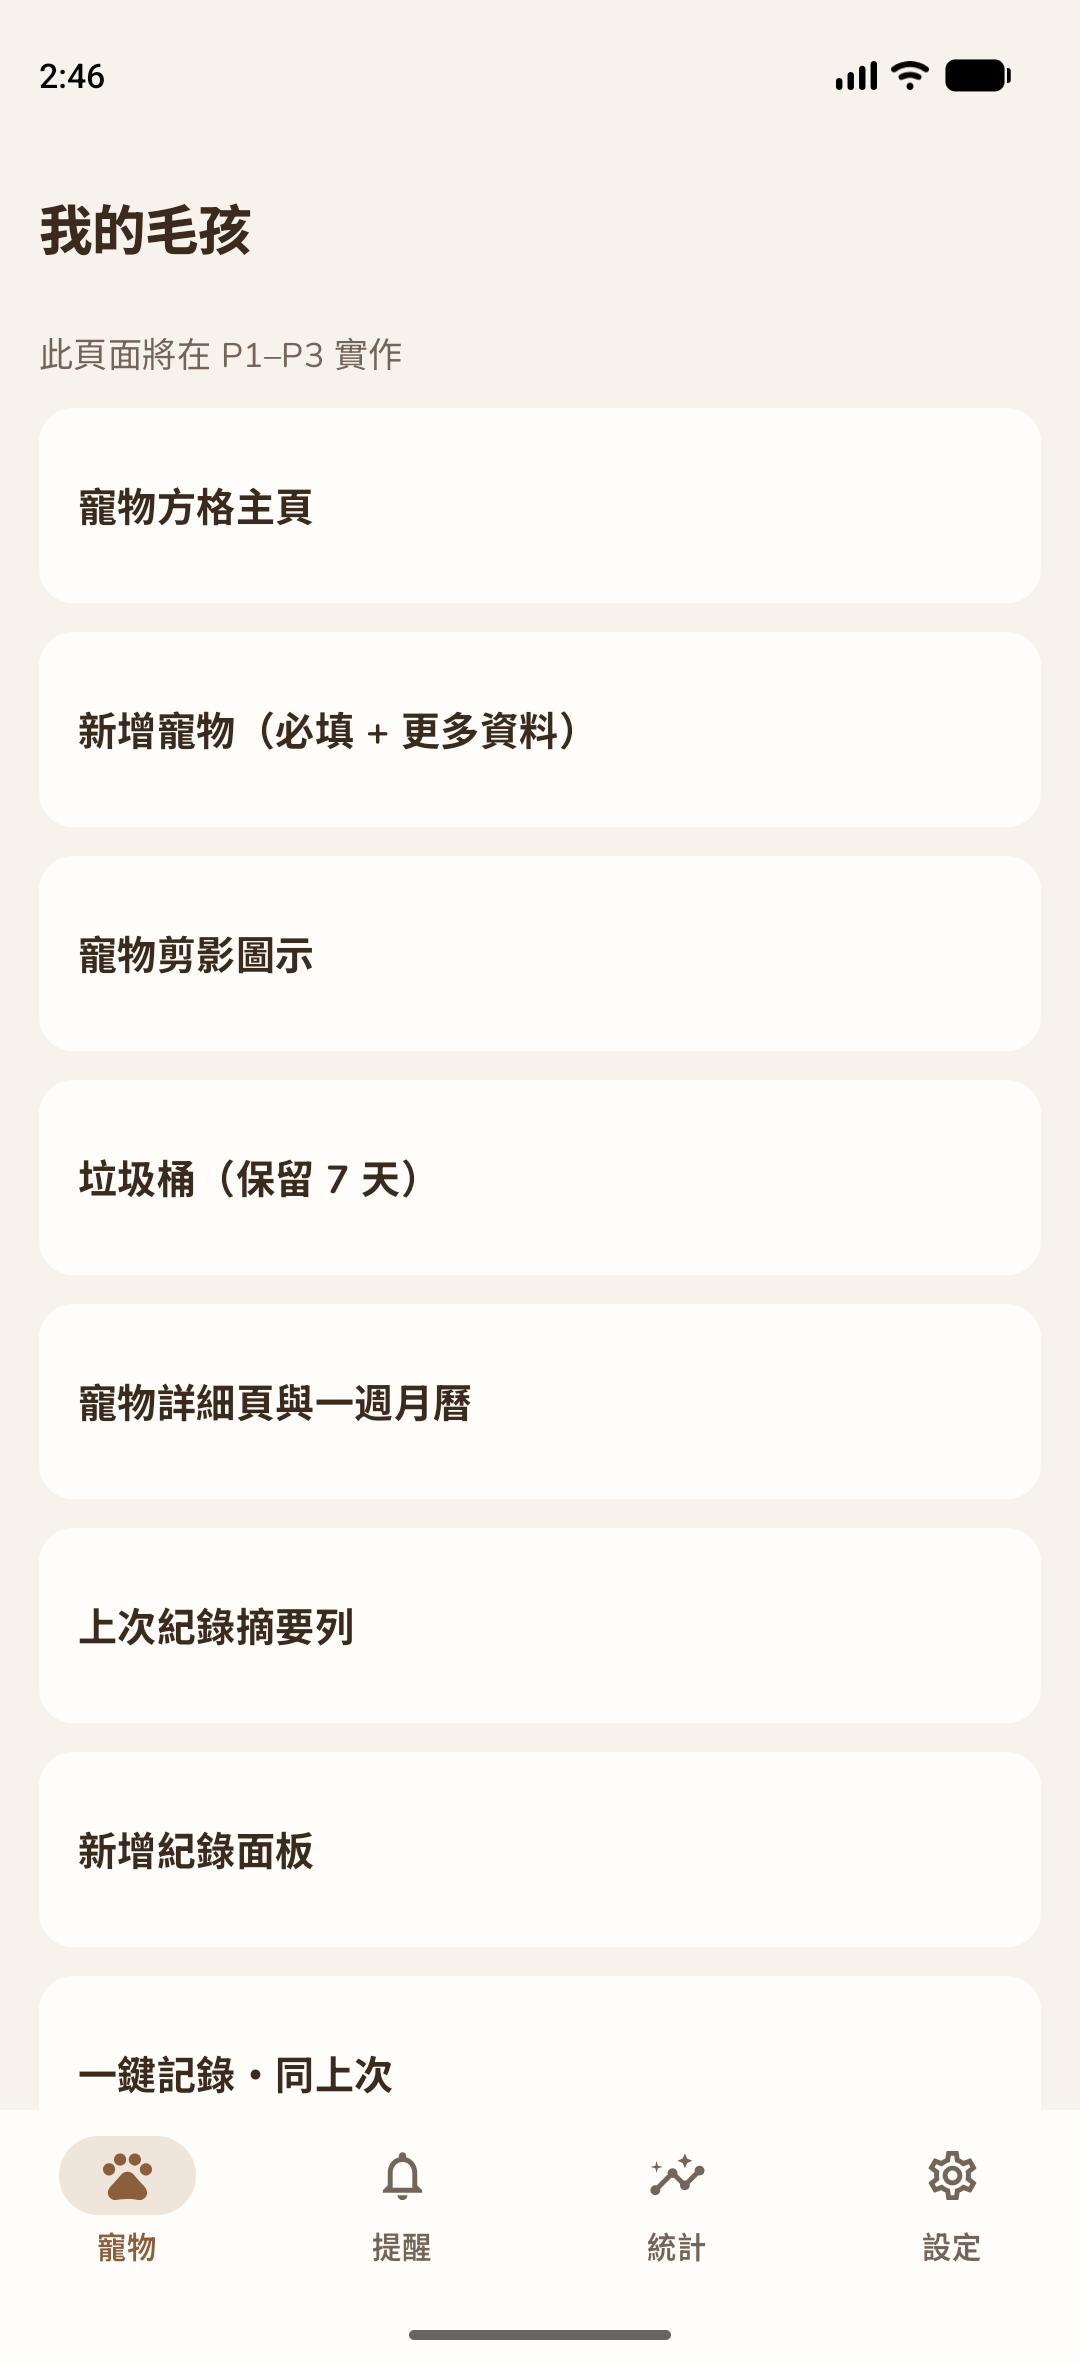 2:46
我的毛孩
此頁面將在 P1–P3 實作
寵物方格主頁
新增寵物（必填 + 更多資料）
寵物剪影圖示
垃圾桶（保留 7 天）
寵物詳細頁與一週月曆
上次紀錄摘要列
新增紀錄面板
一鍵記錄・同上次
寵物
提醒
統計
設定